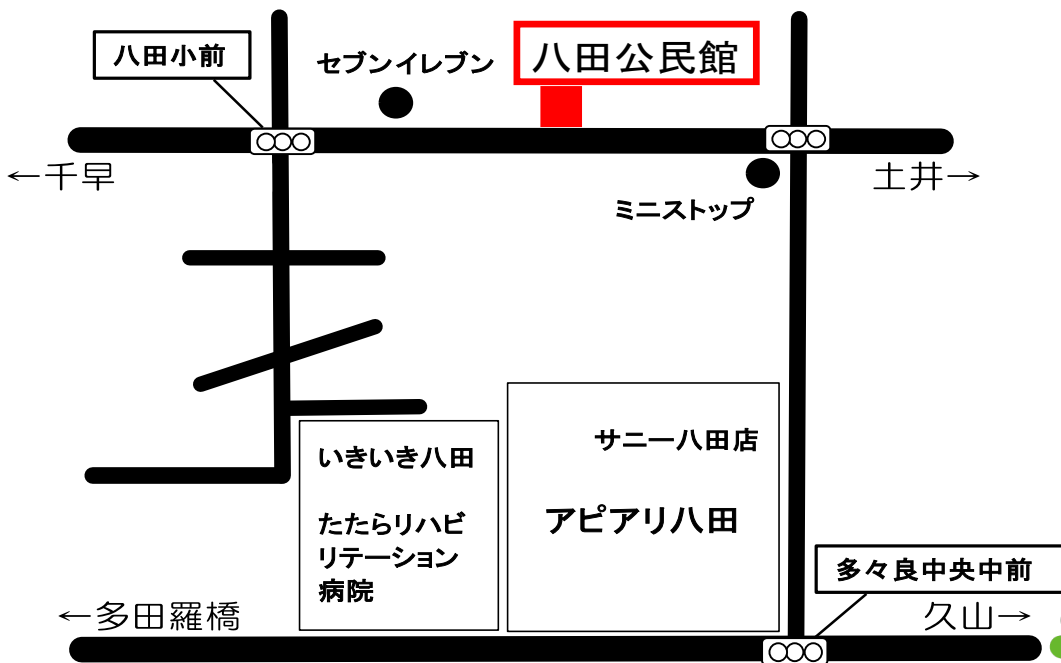 八田小前
セブンイレブン
八田公民館
←千早
土井→
ミニストップ
いきいき八田
たたらリハビ
リテーション
病院
サニー八田店
アピアリ八田
多々良中央中前
←多田羅橋
久山→